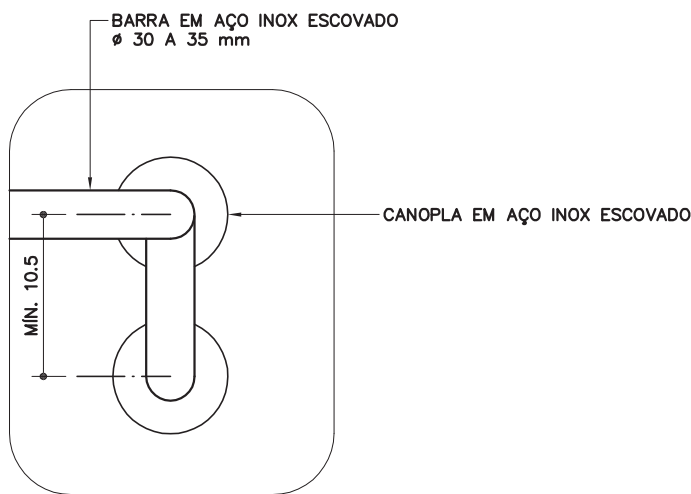 BARRA EM AÇO INOX ESCOVADO
ø 30 A 35 mm
CANOPLA EM AÇO INOX ESCOVADO
MÍN. 10.5